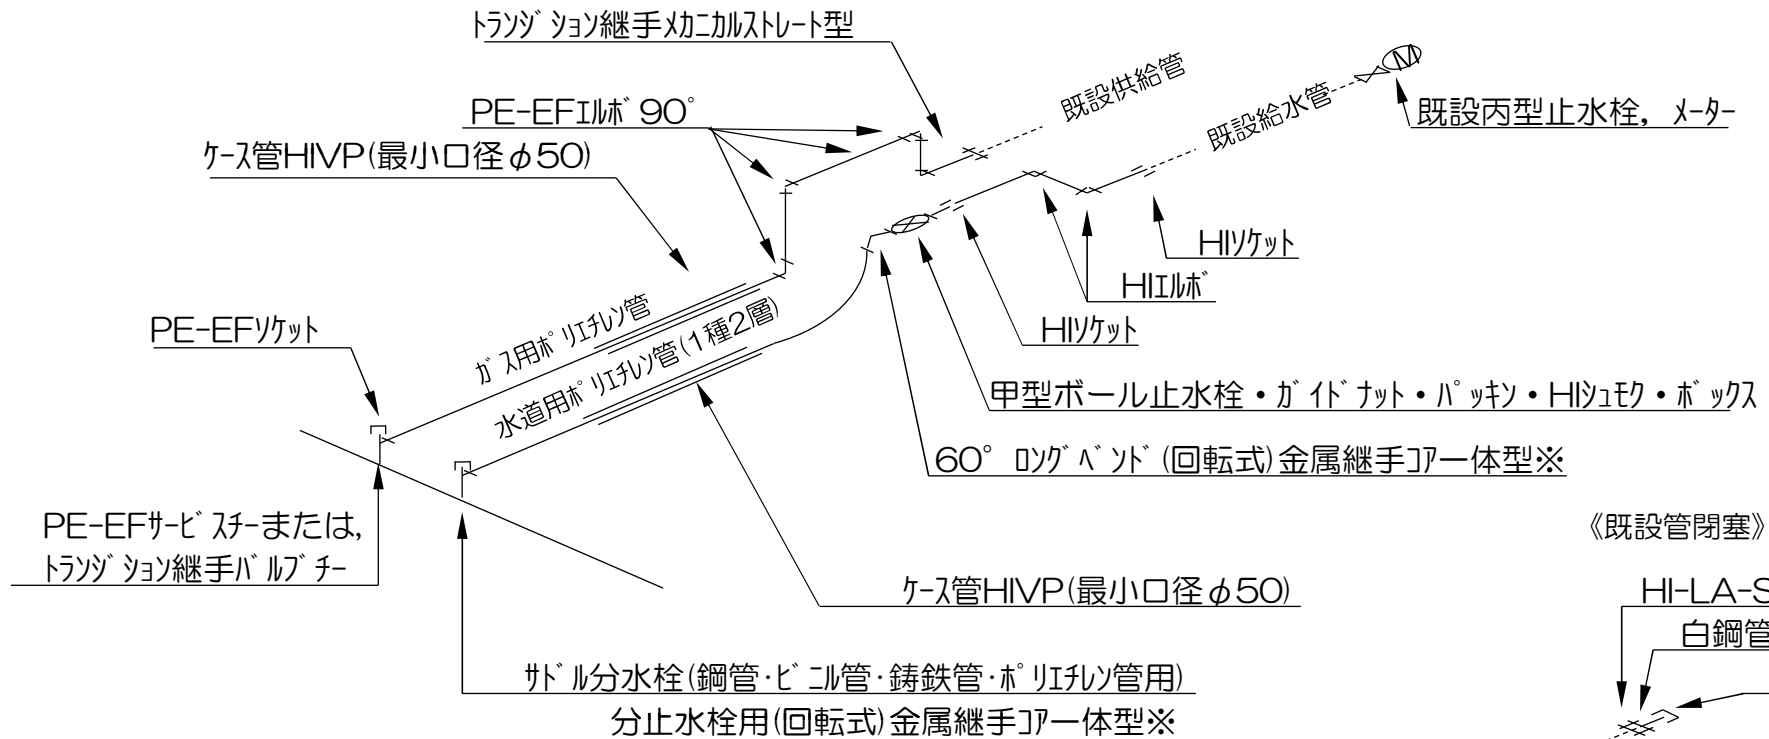 トランジション継手メカニカルストレート型
既設供給管
既設給水管
M
既設丙型止水栓，メーター
PE-EFエルボ90°
ケース管HIVP(最小口径φ50)
HIソケット
HIエルボ
HIソケット
PE-EFソケット
ガス用ポリエチレン管
水道用ポリエチレン管(1種2層)
甲型ボール止水栓・ガイドナット・パッキン・HIシュモク・ボックス
60°ロングベンド(回転式)金属継手コア一体型※
PE-EFサービスチーまたは，
トランジション継手バルブチー
《既設管閉塞》
ケース管HIVP(最小口径φ50)
HI-LA-S
白鋼管
サドル分水栓(鋼管・ビニル管・鋳鉄管・ポリエチレン管用)
分止水栓用(回転式)金属継手コア一体型※